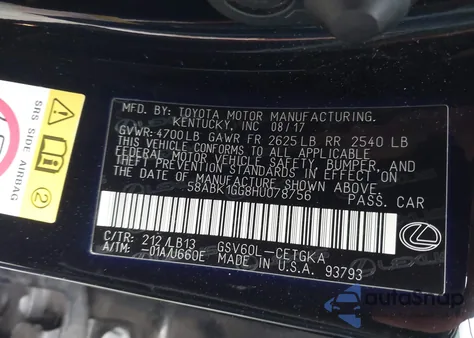 MFD. BY: TOYOTA MOTOR MANUFACTURING.
KENTUCKY, INC 08/17
GVWR: 4700LB GAWR FR 2625LB RR 2540 LB
THIS VEHICLE CONFORMS TO ALL APPLICABLE
FEDERAL MOTOR VEHICLE SAFETY, BUMPER, AND
THEFT PREVENTION STANDARDS IN EFFECT ON
THE DATE OF MANUFACTURE SHOWN ABOVE.
58ABK1GG8HU078756 PASS. CAR
C/TR: 212/LB13 GSV60L-CETGKA
A/TM: -01A/U660E MADE IN U.S.A. 93793
SRS SIDE AIRBAG
2
LEXUS
autoSnap